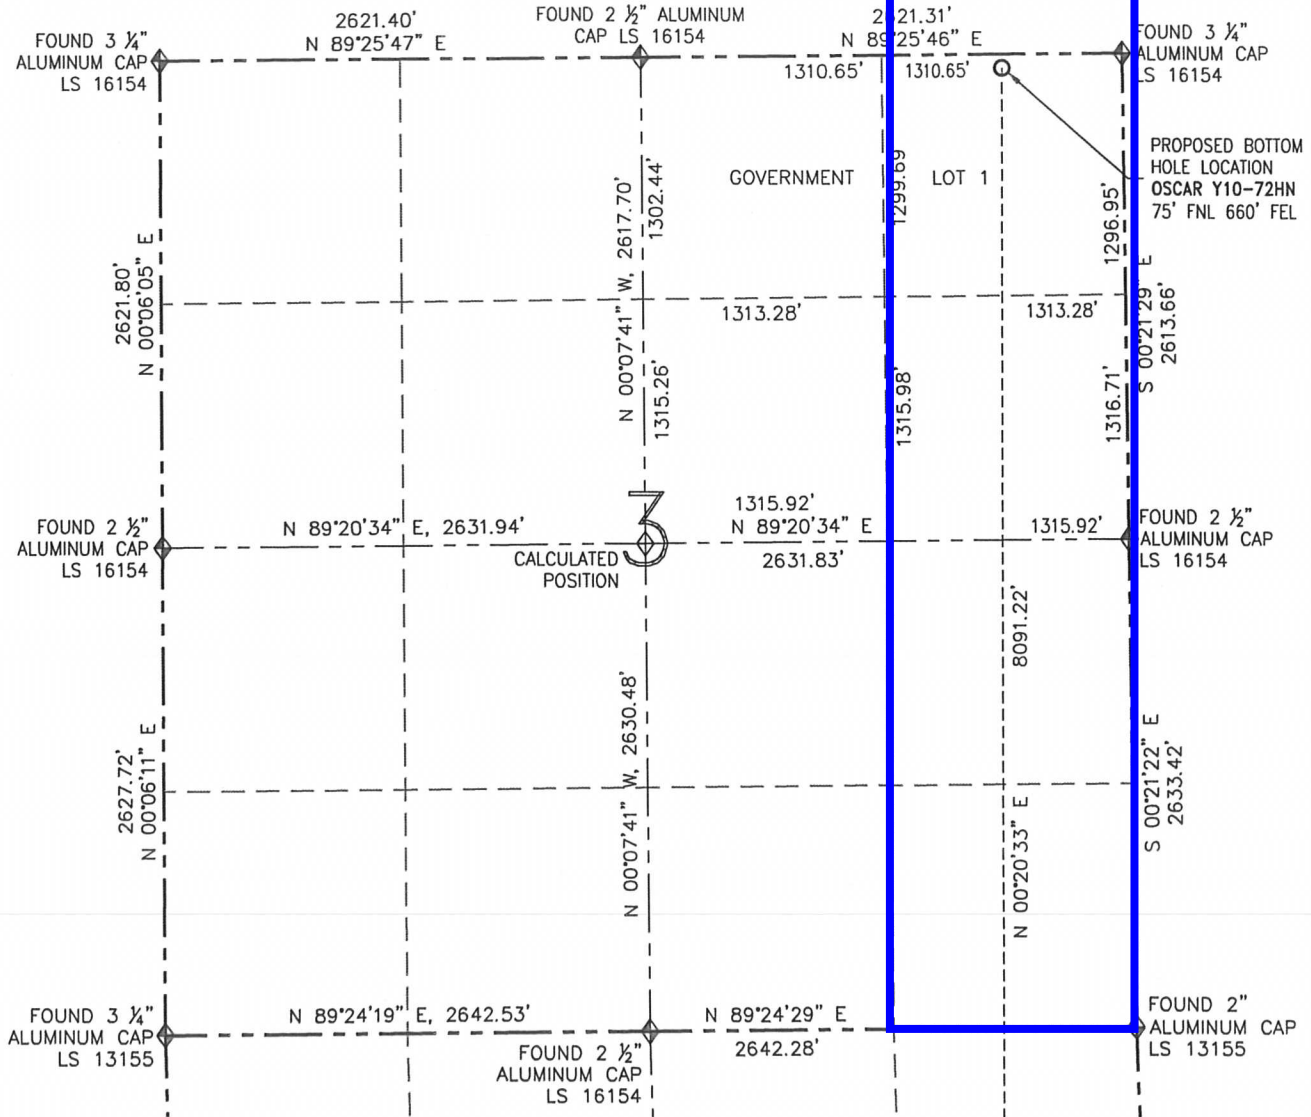 FOUND 3 ¼"
ALUMINUM CAP
LS 16154
2621.40'
N 89°25'47" E
FOUND 2 ½" ALUMINUM
CAP LS 16154
2621.31'
N 89°25'46" E
1310.65'
1310.65'
FOUND 3 ¼"
ALUMINUM CAP
LS 16154
PROPOSED BOTTOM
HOLE LOCATION
OSCAR Y10-72HN
75' FNL 660' FEL
GOVERNMENT LOT 1
2621.80'
N 00°06'05" E
N 00°07'41" W, 2617.70'
1302.44'
1299.69
1296.95'
S 00°21'29" E
2613.66'
1313.28'
1313.28'
1315.26'
1315.98'
1316.71'
FOUND 2 ½"
ALUMINUM CAP
LS 16154
N 89°20'34" E, 2631.94'
3
CALCULATED
POSITION
1315.92'
N 89°20'34" E
2631.83'
1315.92'
FOUND 2 ½"
ALUMINUM CAP
LS 16154
8091.22'
N 00°20'33" E
2627.72'
N 00°06'11" E
N 00°07'41" W, 2630.48'
S 00°21'22" E
2633.42'
FOUND 3 ¼"
ALUMINUM CAP
LS 13155
N 89°24'19" E, 2642.53'
FOUND 2 ½"
ALUMINUM CAP
LS 16154
N 89°24'29" E
2642.28'
FOUND 2"
ALUMINUM CAP
LS 13155